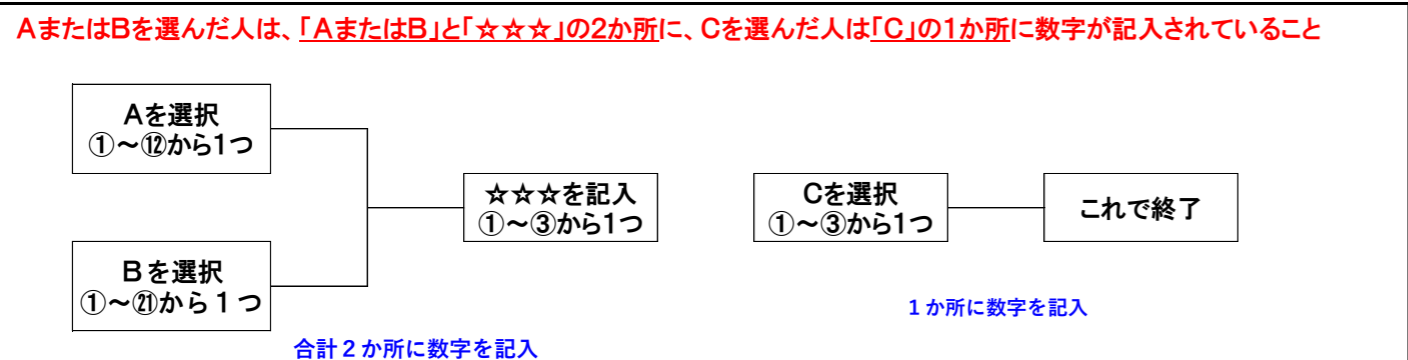 AまたはBを選んだ人は、「AまたはB」と「☆☆☆」の2か所に、Cを選んだ人は「C」の1か所に数字が記入されていること
Aを選択
①～⑫から1つ
Bを選択
①～㉑から１つ
☆☆☆を記入
①～③から1つ
合計２か所に数字を記入
Cを選択
①～③から1つ
これで終了
１か所に数字を記入